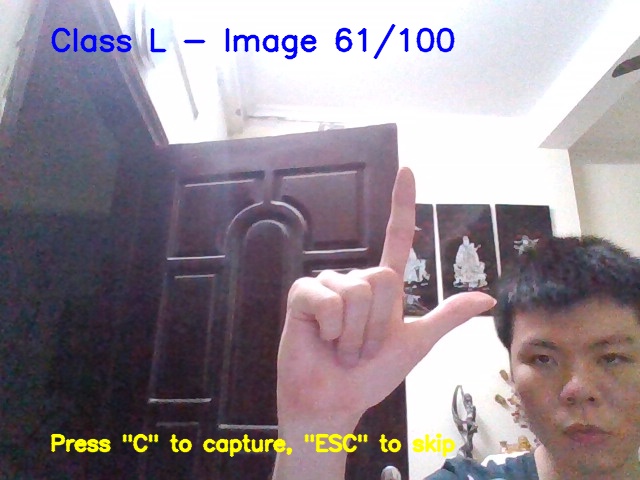 Class L - Image 61/100
Press "C" to capture, "ESC" to skip